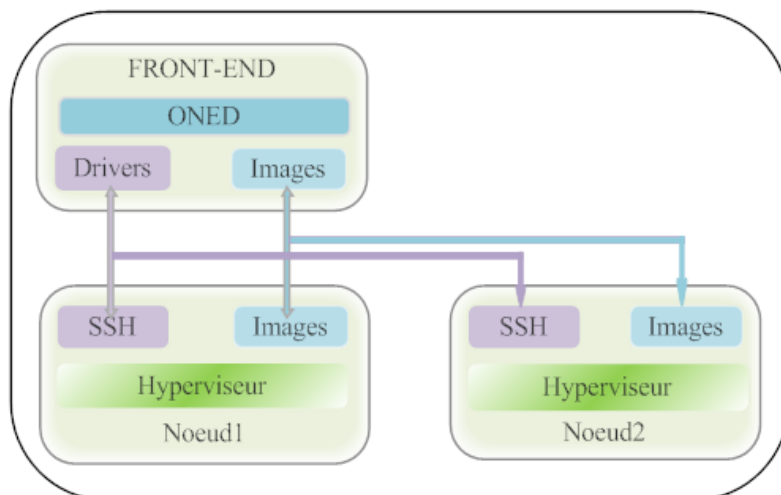 FRONT-END
ONED
Drivers
Images
SSH
Images
Hyperviseur
Noeud1
SSH
Images
Hyperviseur
Noeud2